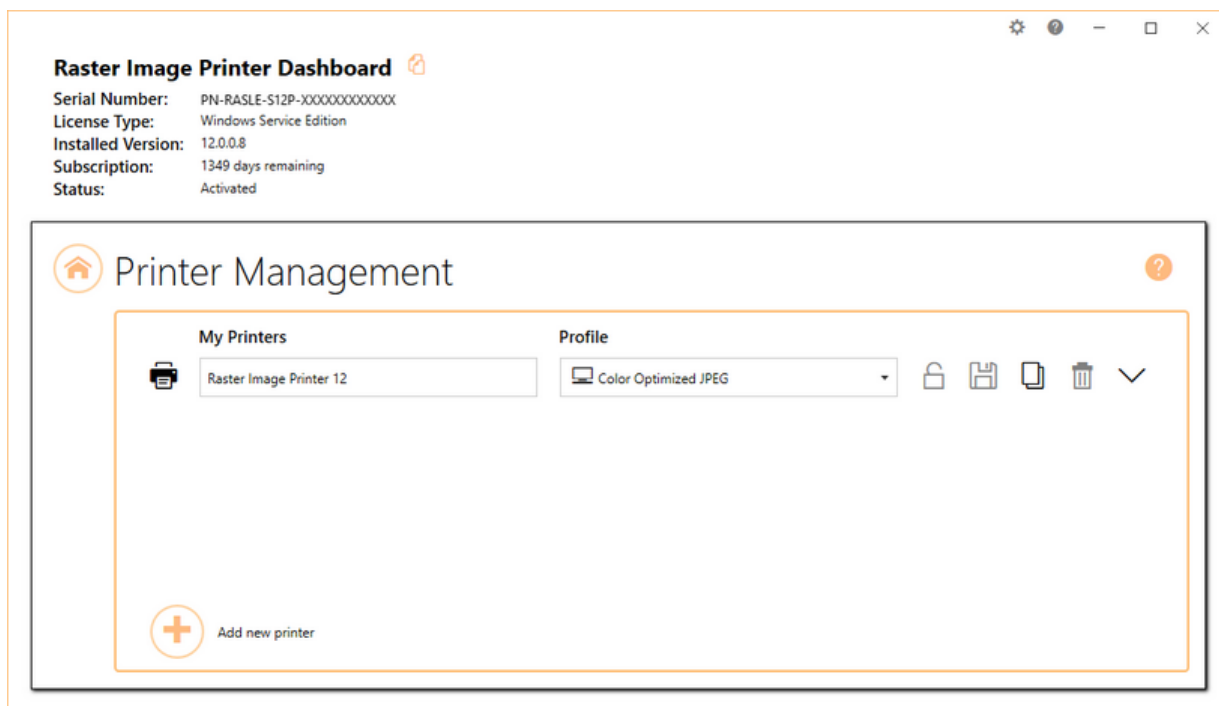 Raster Image Printer Dashboard
Serial Number: PN-RASLE-S12P-XXXXXXXXXXXX
License Type: Windows Service Edition
Installed Version: 12.0.0.8
Subscription: 1349 days remaining
Status: Activated
Printer Management
?
My Printers Profile
Raster Image Printer 12 Color Optimized JPEG
Add new printer